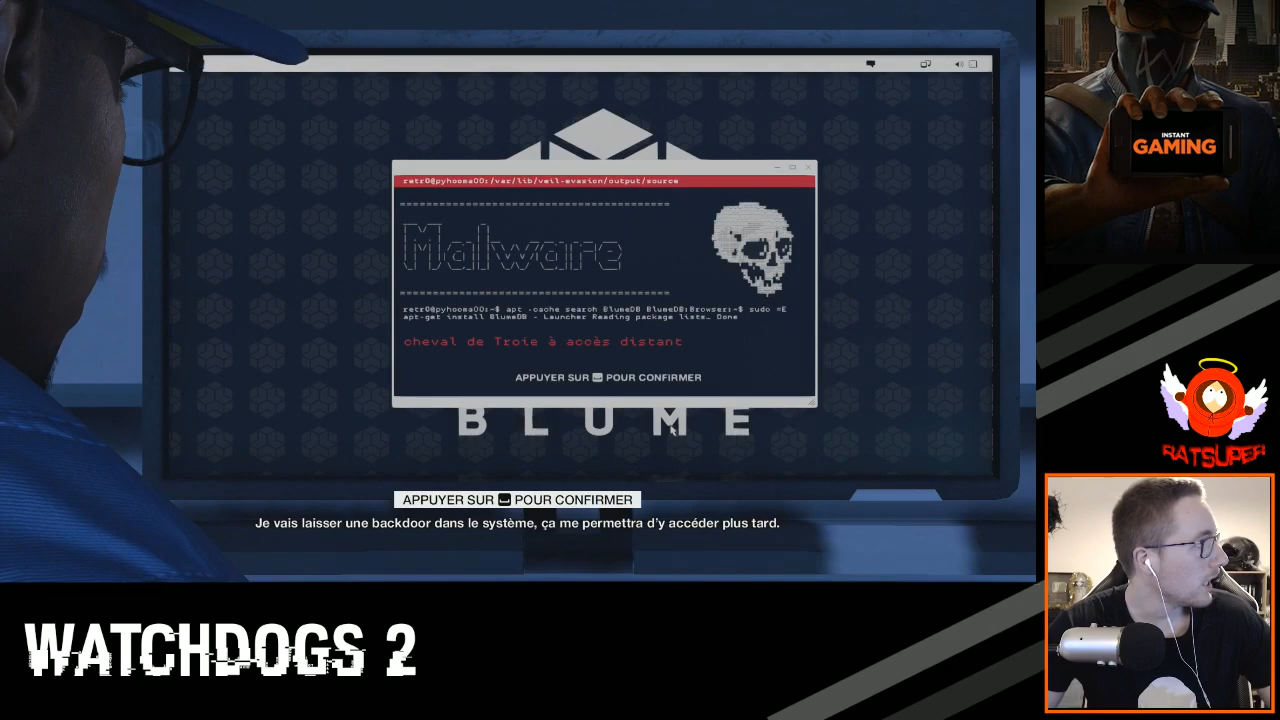 retr0@pyhooma00:/var/lib/veil-evasion/output/source
Malware
retr0@pyhooma00:~$ apt -cache search BlumeDB BlumeDB:Browser:~$ sudo =E
apt-get install BlumeDB - Launcher Reading package lists… Done
cheval de Troie à accès distant
APPUYER SUR POUR CONFIRMER
BLUME
APPUYER SUR POUR CONFIRMER
Je vais laisser une backdoor dans le système, ça me permettra d'y accéder plus tard.
WATCHDOGS 2
INSTANT
GAMING
RATSUPER